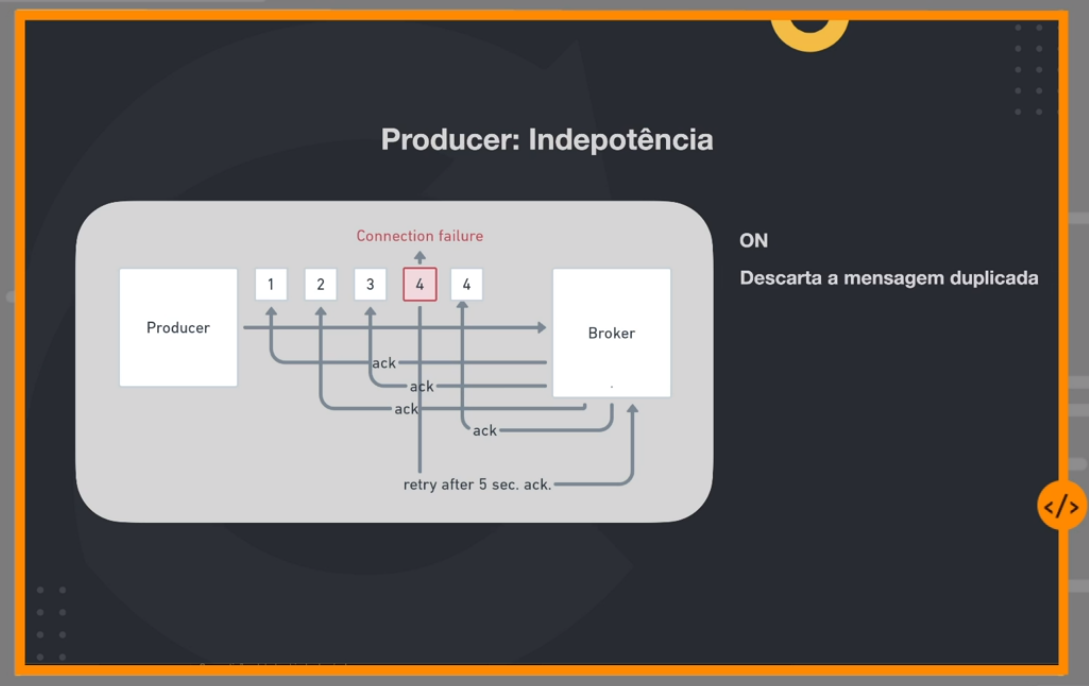 Producer: Indepotência
ON
Descarta a mensagem duplicada
Connection failure
1 2 3 4 4
Producer
Broker
ack
ack
ack
ack
retry after 5 sec. ack.
</>